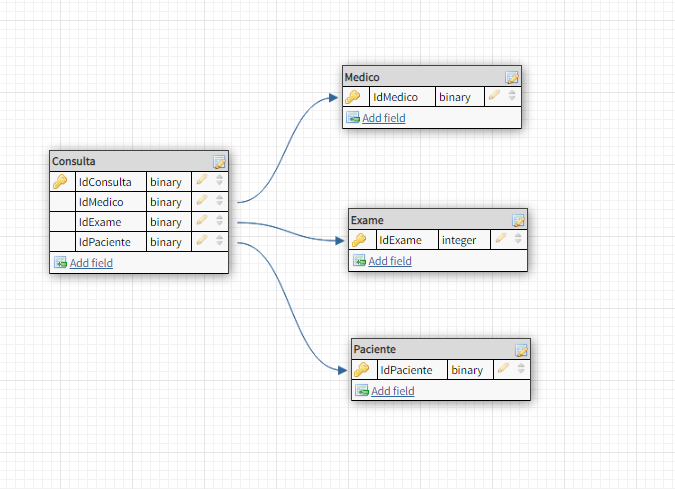 Medico
IdMedico binary
Add field
Consulta
IdConsulta binary
IdMedico binary
IdExame binary
IdPaciente binary
Add field
Exame
IdExame integer
Add field
Paciente
IdPaciente binary
Add field